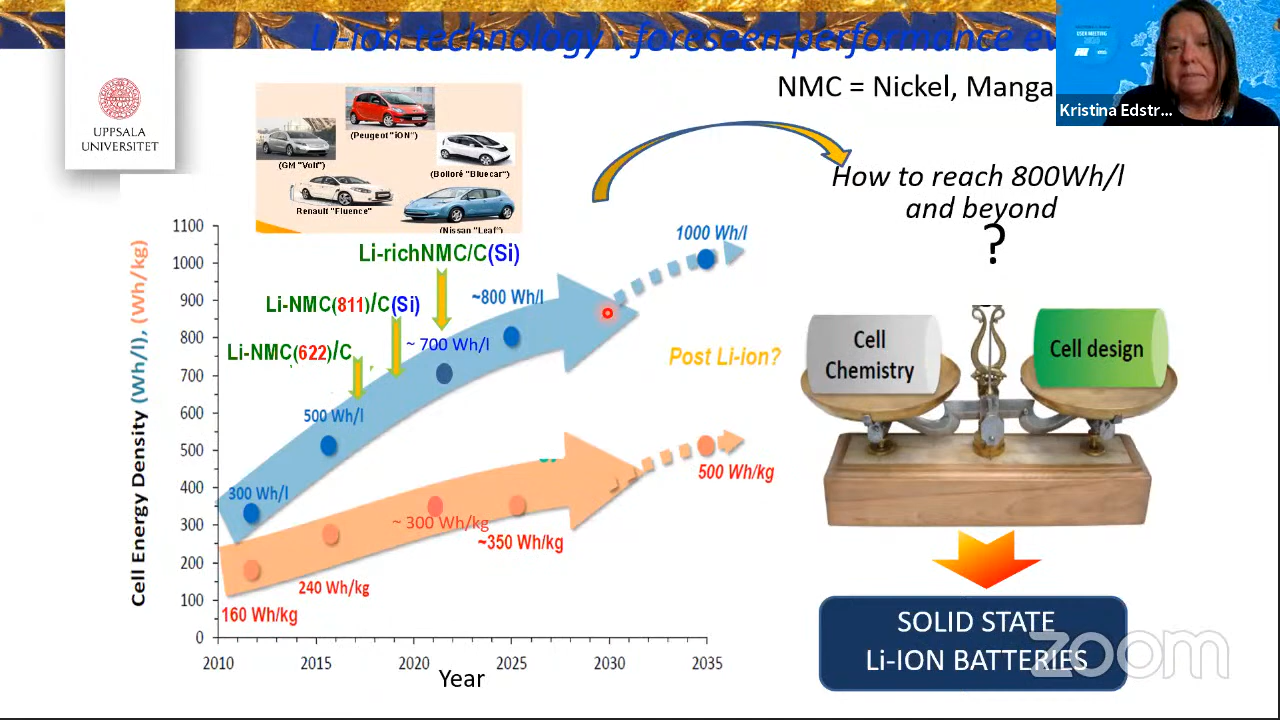 Li-Ion technology : foreseen performance ev
NMC = Nickel, Manga
USER MEETING
Kristina Edstr...
UPPSALA
UNIVERSITET
(Peugeot "iON")
(GM "Volt")
(Bolloré "Bluecar")
Renault "Fluence"
(Nissan "Leaf")
How to reach 800Wh/l
and beyond
?
Cell Energy Density (Wh/l), (Wh/kg)
1100
1000
900
800
700
600
500
400
300
200
100
0
2010
2015
2020
2025
2030
2035
Year
Li-richNMC/C(Si)
Li-NMC(811)/C(Si)
Li-NMC(622)/C
300 Wh/l
500 Wh/l
~ 700 Wh/l
~800 Wh/l
1000 Wh/l
Post Li-ion?
160 Wh/kg
240 Wh/kg
~ 300 Wh/kg
~350 Wh/kg
500 Wh/kg
Cell
Chemistry
Cell design
SOLID STATE
Li-ION BATTERIES
zoom